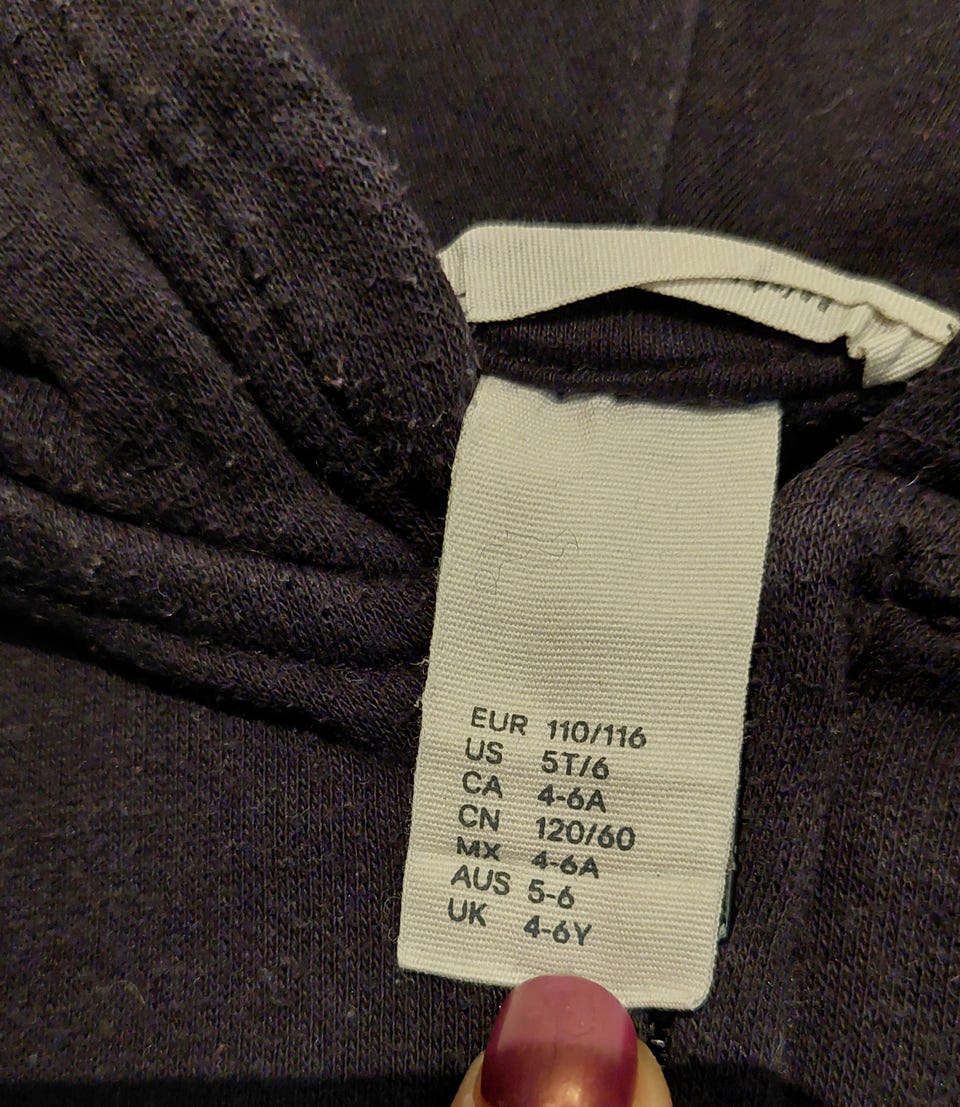 EUR 110/116
US 5T/6
CA 4-6A
CN 120/60
MX 4-6A
AUS 5-6
UK 4-6Y